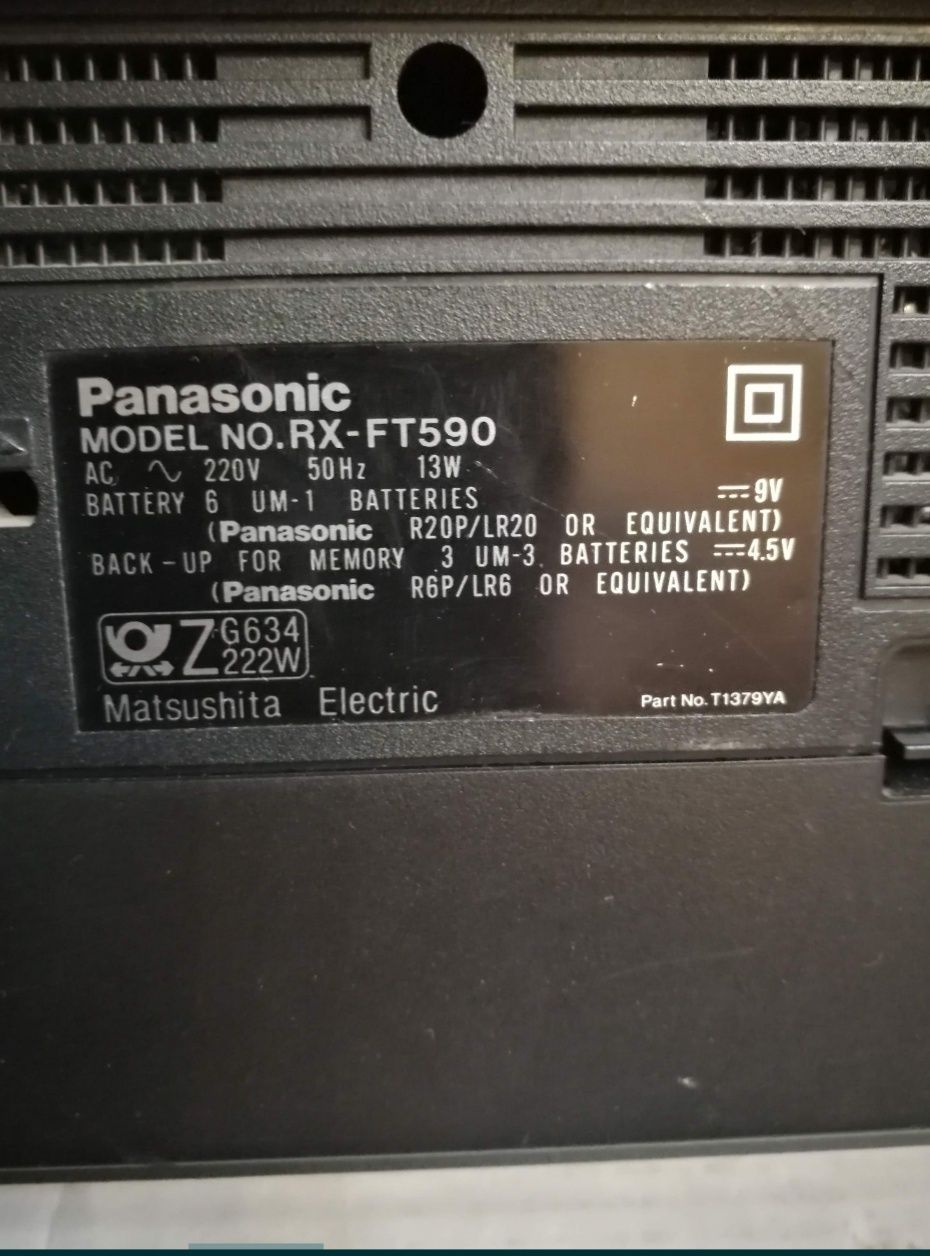 Panasonic
MODEL NO. RX-FT590
AC ∿ 220V 50Hz 13W
BATTERY 6 UM-1 BATTERIES ⎓ 9V
(Panasonic R20P/LR20 OR EQUIVALENT)
BACK-UP FOR MEMORY 3 UM-3 BATTERIES ⎓ 4.5V
(Panasonic R6P/LR6 OR EQUIVALENT)
Z G634
222W
Matsushita Electric
Part No. T1379YA